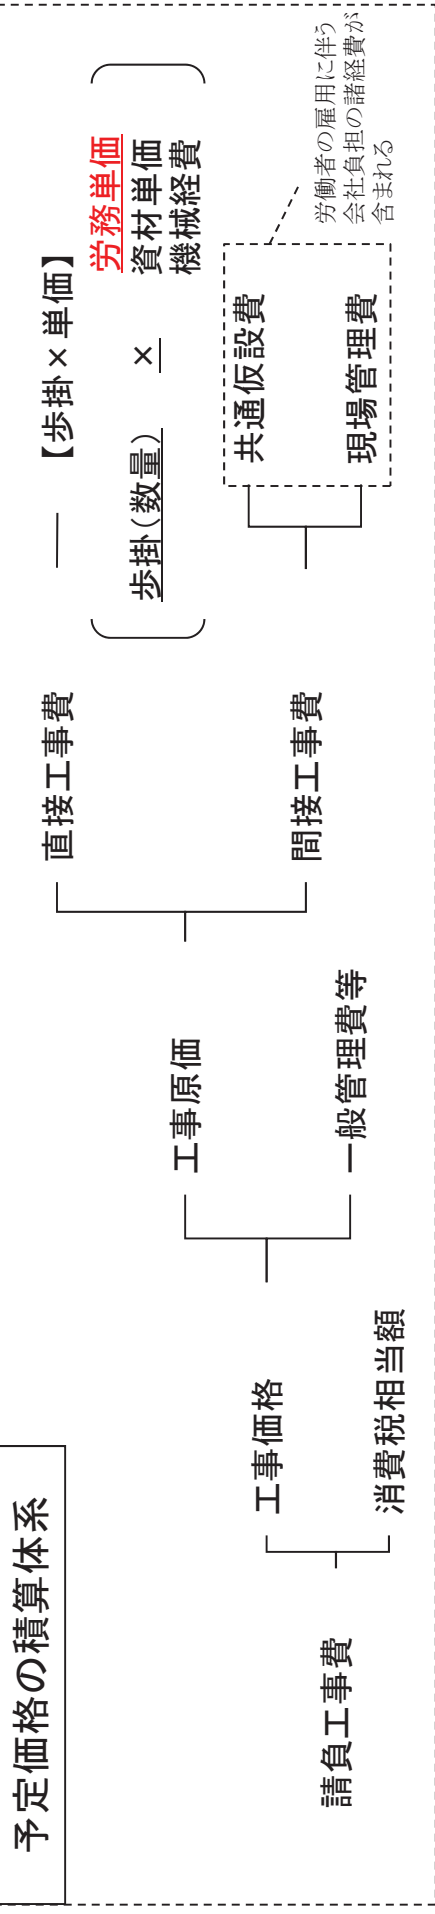 予定価格の積算体系
請負工事費
工事価格
消費税相当額
工事原価
一般管理費等
直接工事費
間接工事費
【歩掛×単価】
歩掛（数量） ×
労務単価
資材単価
機械経費
共通仮設費
現場管理費
労働者の雇用に伴う
会社負担の諸経費が
含まれる